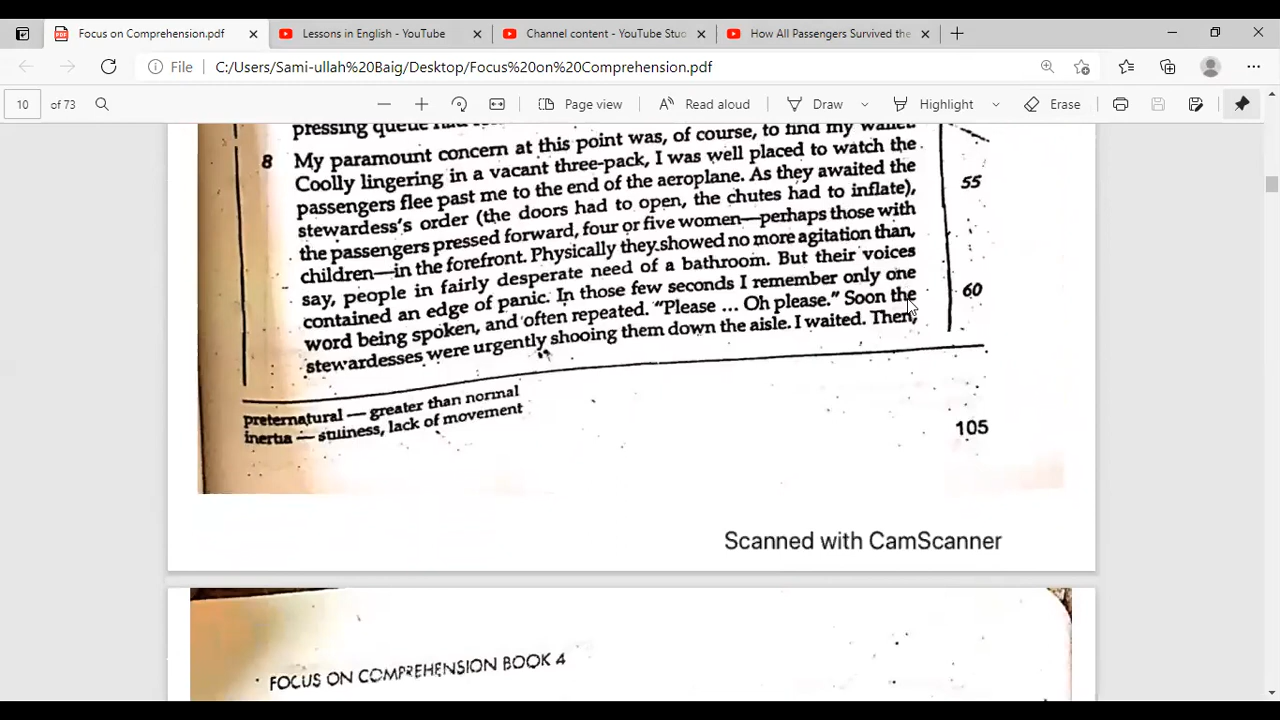 Focus on Comprehension.pdf
Lessons in English - YouTube
Channel content - YouTube Stud
How All Passengers Survived the
File
C:/Users/Sami-ullah%20Baig/Desktop/Focus%20on%20Comprehension.pdf
10 of 73
Page view
Read aloud
Draw
Highlight
Erase
pressing queue had
8 My paramount concern at this point was, of course, to find my wallet.
Coolly lingering in a vacant three-pack, I was well placed to watch the
passengers flee past me to the end of the aeroplane. As they awaited the
55
stewardess's order (the doors had to open, the chutes had to inflate),
the passengers pressed forward, four or five women—perhaps those with
children—in the forefront. Physically they showed no more agitation than,
say, people in fairly desperate need of a bathroom. But their voices
contained an edge of panic. In those few seconds I remember only one
60
word being spoken, and often repeated. "Please ... Oh please." Soon the
stewardesses were urgently shooing them down the aisle. I waited. Then,
preternatural — greater than normal
inertia — stillness, lack of movement
105
Scanned with CamScanner
FOCUS ON COMPREHENSION BOOK 4